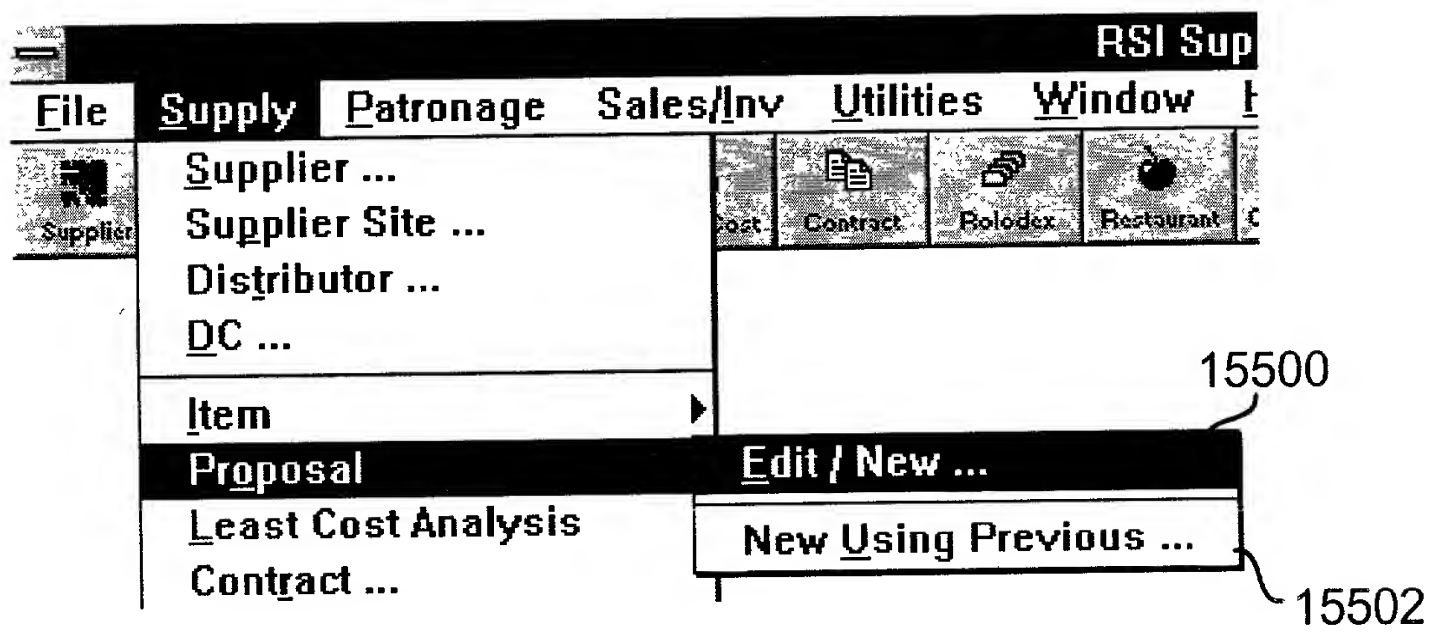 RSI Sup
File Supply Patronage Sales/Inv Utilities Window
Supplier Cost Contract Rolodex Restaurant
Supplier ...
Supplier Site ...
Distributor ...
DC ...
Item
Proposal
Least Cost Analysis
Contract ...
Edit / New ...
New Using Previous ...
15500
15502